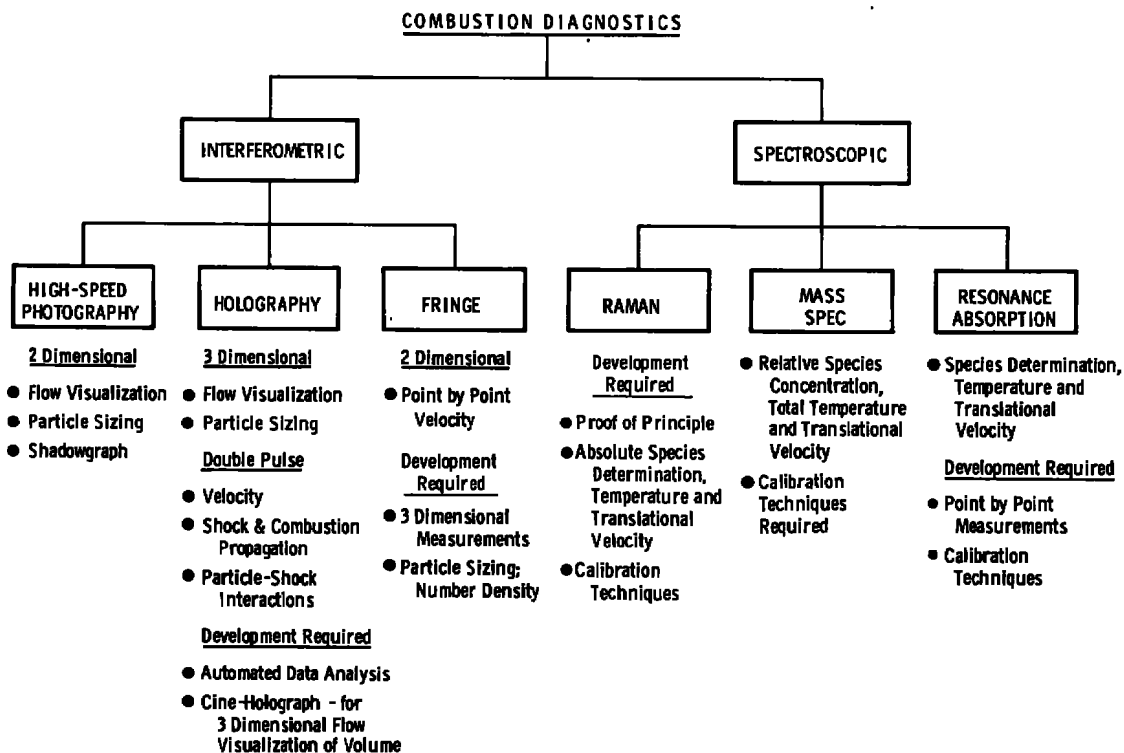 COMBUSTION DIAGNOSTICS
INTERFEROMETRIC
SPECTROSCOPIC
HIGH-SPEED
PHOTOGRAPHY
2 Dimensional
● Flow Visualization
● Particle Sizing
● Shadowgraph
HOLOGRAPHY
3 Dimensional
● Flow Visualization
● Particle Sizing
Double Pulse
● Velocity
● Shock & Combustion
Propagation
● Particle-Shock
Interactions
Development Required
● Automated Data Analysis
● Cine-Holograph - for
3 Dimensional Flow
Visualization of Volume
FRINGE
2 Dimensional
● Point by Point
Velocity
Development
Required
● 3 Dimensional
Measurements
● Particle Sizing;
Number Density
RAMAN
Development
Required
● Proof of Principle
● Absolute Species
Determination,
Temperature and
Translational
Velocity
● Calibration
Techniques
MASS
SPEC
● Relative Species
Concentration,
Total Temperature
and Translational
Velocity
● Calibration
Techniques
Required
RESONANCE
ABSORPTION
● Species Determination,
Temperature and
Translational
Velocity
Development Required
● Point by Point
Measurements
● Calibration
Techniques